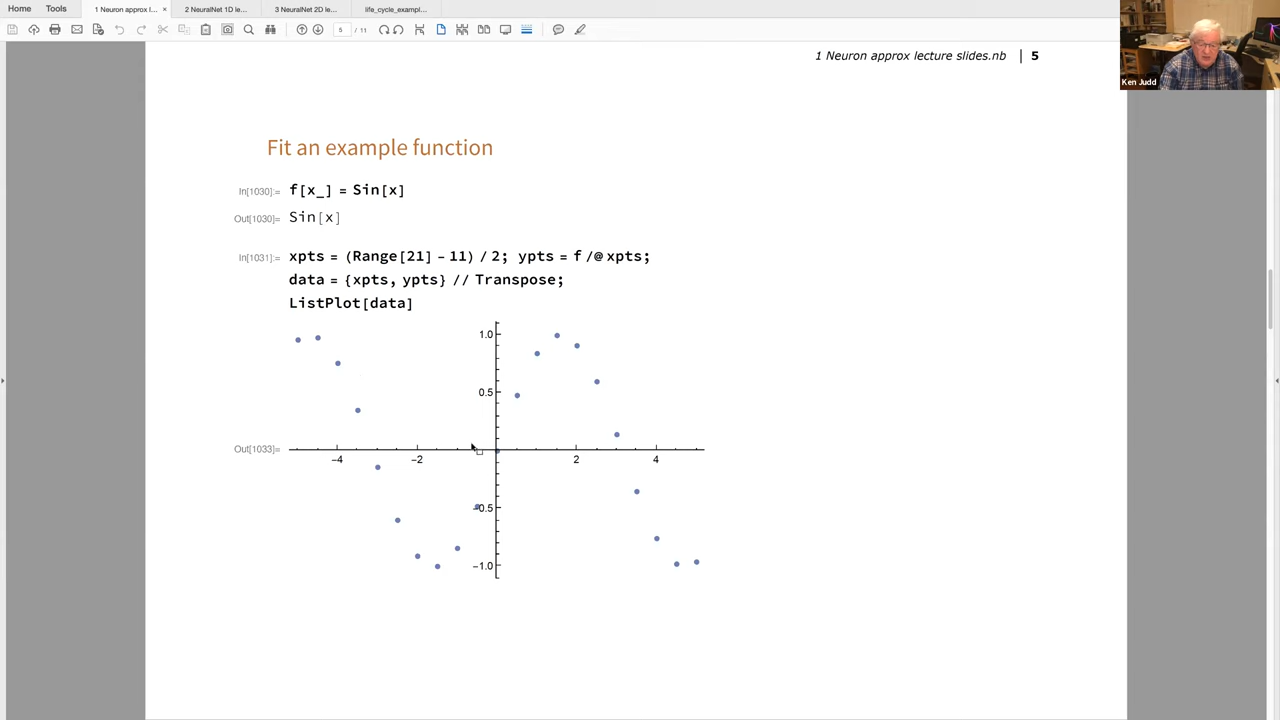 Home Tools 1 Neuron approx l... × 2 NeuralNet 1D le... 3 NeuralNet 2D le... life_cycle_exampl...
5 / 11
Ken Judd
1 Neuron approx lecture slides.nb | 5
Fit an example function
In[1030]:= f[x_] = Sin[x]
Out[1030]= Sin[x]
In[1031]:= xpts = (Range[21] - 11) / 2; ypts = f /@ xpts;
data = {xpts, ypts} // Transpose;
ListPlot[data]
1.0
0.5
Out[1033]=
-4 -2 2 4
-0.5
-1.0